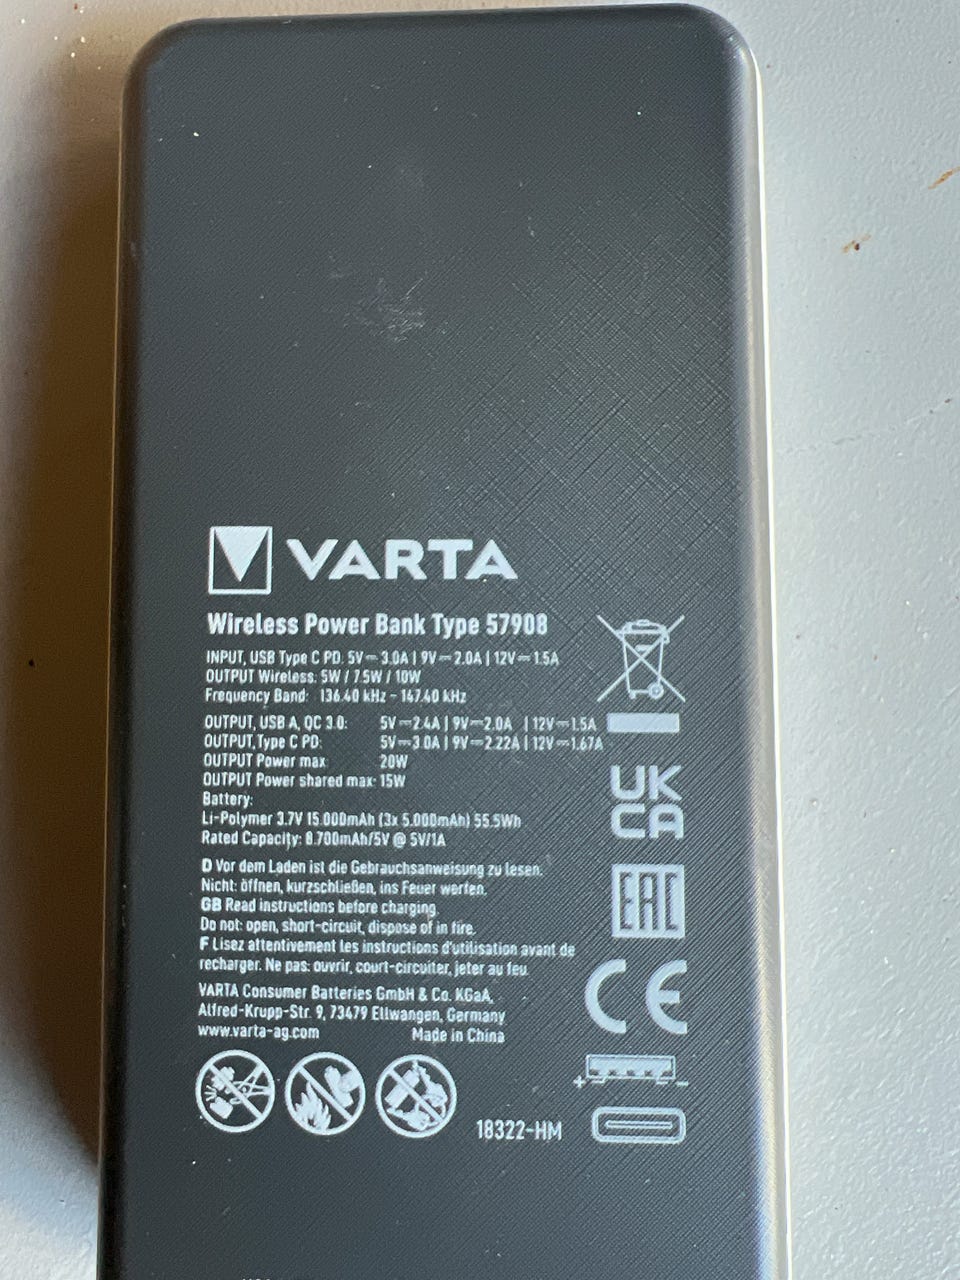 VARTA
Wireless Power Bank Type 57908
INPUT, USB Type C PD: 5V⎓3.0A | 9V⎓2.0A | 12V⎓1.5A
OUTPUT Wireless: 5W / 7.5W / 10W
Frequency Band: 136.40 kHz - 147.40 kHz
OUTPUT, USB A, QC 3.0: 5V⎓2.4A | 9V⎓2.0A | 12V⎓1.5A
OUTPUT, Type C PD: 5V⎓3.0A | 9V⎓2.22A | 12V⎓1.67A
OUTPUT Power max: 20W
OUTPUT Power shared max: 15W
Battery:
Li-Polymer 3.7V 15.000mAh (3x 5.000mAh) 55.5Wh
Rated Capacity: 8.700mAh/5V @ 5V/1A
D Vor dem Laden ist die Gebrauchsanweisung zu lesen.
Nicht: öffnen, kurzschließen, ins Feuer werfen.
GB Read instructions before charging.
Do not: open, short-circuit, dispose of in fire.
F Lisez attentivement les instructions d'utilisation avant de
recharger. Ne pas: ouvrir, court-circuiter, jeter au feu.
VARTA Consumer Batteries GmbH & Co. KGaA,
Alfred-Krupp-Str. 9, 73479 Ellwangen, Germany
www.varta-ag.com Made in China
18322-HM
UK
CA
EAC
CE
+ -